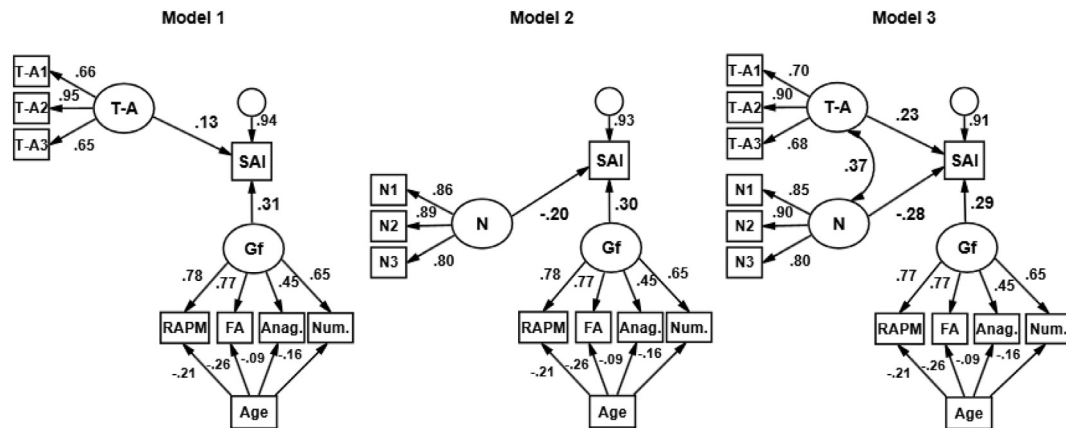 Model 1
T-A1
T-A2
T-A3
.66
.95
.65
T-A
.13
.94
SAI
.31
Gf
.78
.77
.45
.65
RAPM
FA
Anag.
Num.
-.21
-.26
-.09
-.16
Age
Model 2
N1
N2
N3
.86
.89
.80
N
-.20
.93
SAI
.30
Gf
.78
.77
.45
.65
RAPM
FA
Anag.
Num.
-.21
-.26
-.09
-.16
Age
Model 3
T-A1
T-A2
T-A3
.70
.90
.68
T-A
.23
.91
SAI
.37
N1
N2
N3
.85
.90
.80
N
-.28
.29
Gf
.77
.77
.45
.65
RAPM
FA
Anag.
Num.
-.21
-.26
-.09
-.16
Age